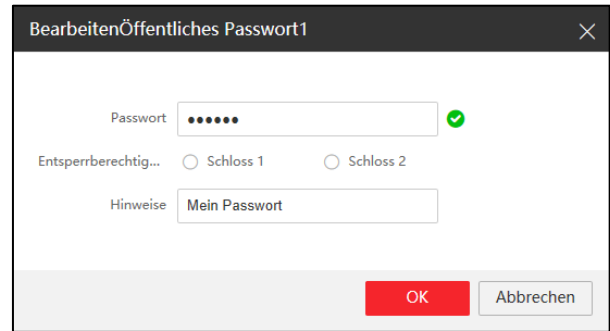 BearbeitenÖffentliches Passwort1
Passwort ••••••
Entsperrberechtig... Schloss 1 Schloss 2
Hinweise Mein Passwort
OK Abbrechen